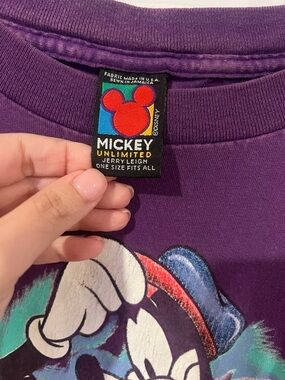 FABRIC MADE IN U.S.A.
SEWN IN JAMAICA
©DISNEY
MICKEY
UNLIMITED
JERRY LEIGH
ONE SIZE FITS ALL